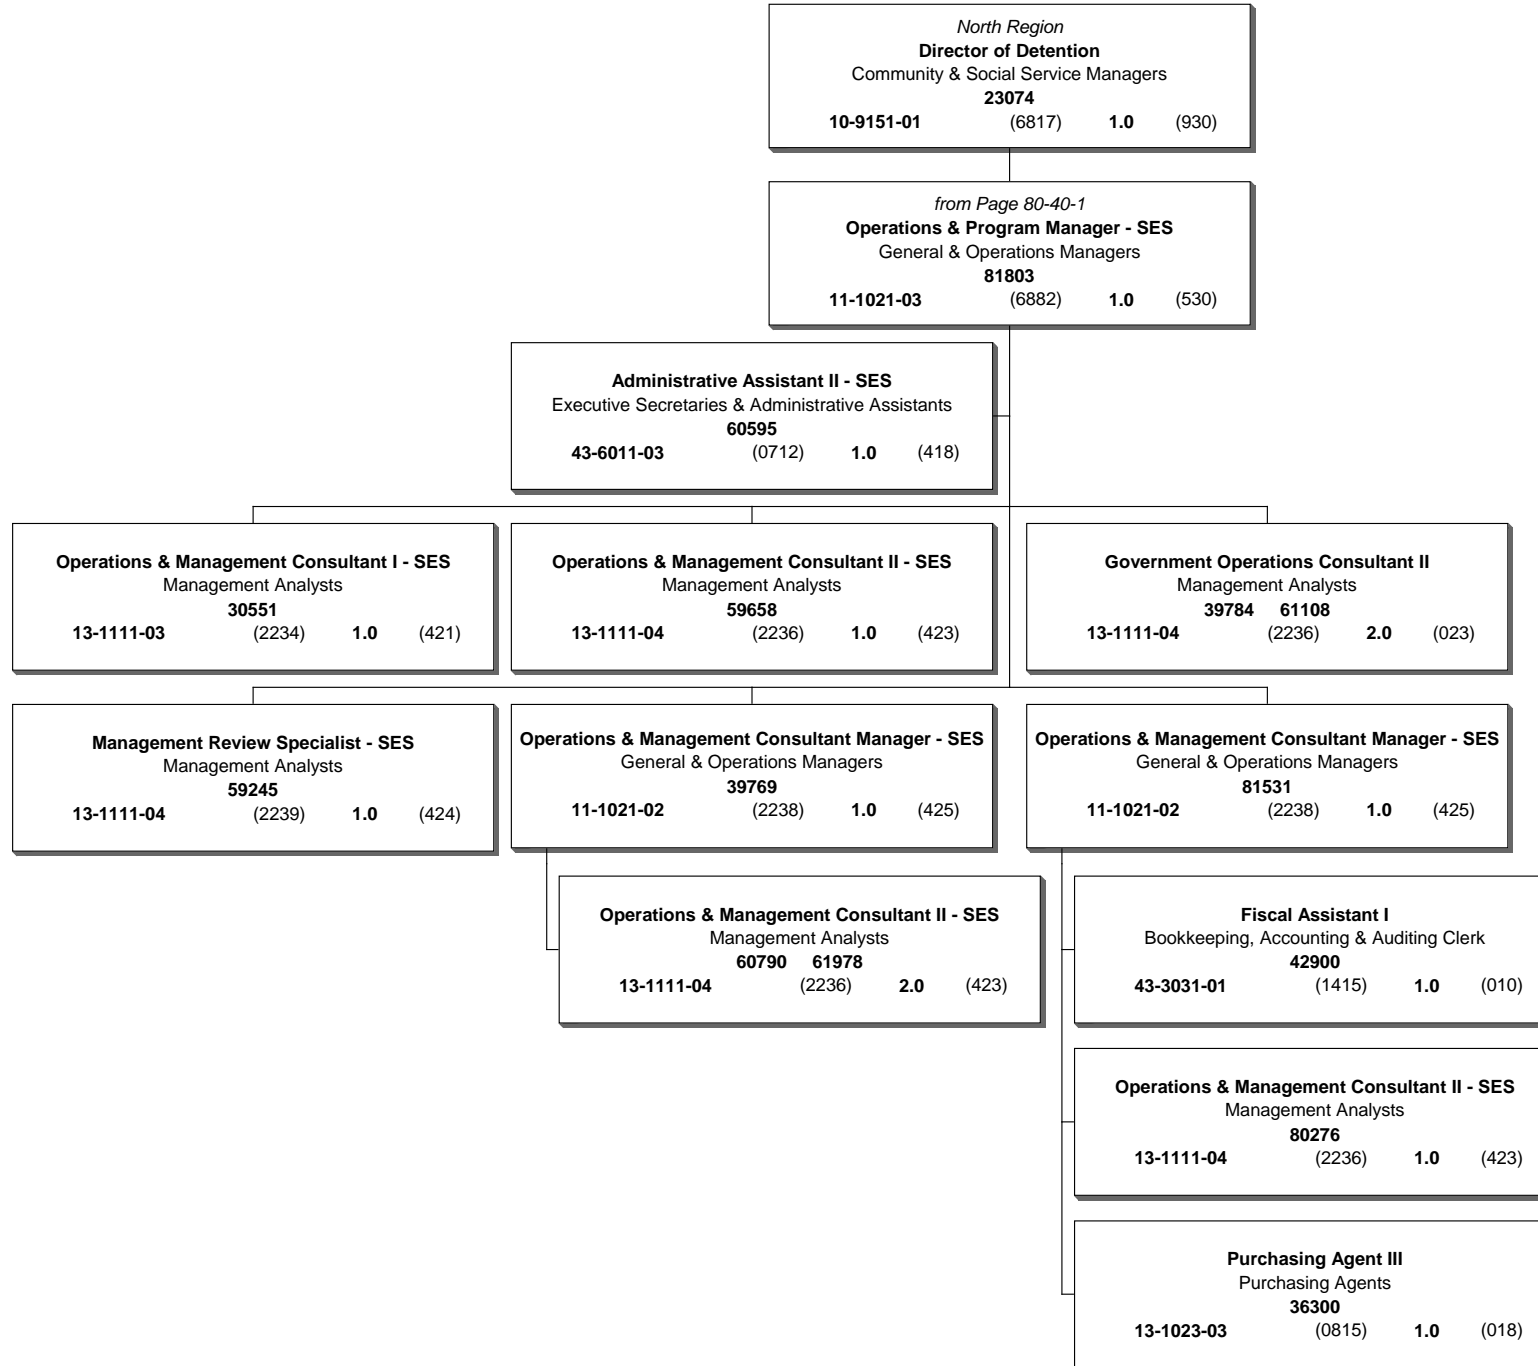 North Region
Director of Detention
Community & Social Service Managers
23074
10-9151-01 (6817) 1.0 (930)
from Page 80-40-1
Operations & Program Manager - SES
General & Operations Managers
81803
11-1021-03 (6882) 1.0 (530)
Administrative Assistant II - SES
Executive Secretaries & Administrative Assistants
60595
43-6011-03 (0712) 1.0 (418)
Operations & Management Consultant I - SES
Management Analysts
30551
13-1111-03 (2234) 1.0 (421)
Operations & Management Consultant II - SES
Management Analysts
59658
13-1111-04 (2236) 1.0 (423)
Government Operations Consultant II
Management Analysts
39784 61108
13-1111-04 (2236) 2.0 (023)
Management Review Specialist - SES
Management Analysts
59245
13-1111-04 (2239) 1.0 (424)
Operations & Management Consultant Manager - SES
General & Operations Managers
39769
11-1021-02 (2238) 1.0 (425)
Operations & Management Consultant Manager - SES
General & Operations Managers
81531
11-1021-02 (2238) 1.0 (425)
Operations & Management Consultant II - SES
Management Analysts
60790 61978
13-1111-04 (2236) 2.0 (423)
Fiscal Assistant I
Bookkeeping, Accounting & Auditing Clerk
42900
43-3031-01 (1415) 1.0 (010)
Operations & Management Consultant II - SES
Management Analysts
80276
13-1111-04 (2236) 1.0 (423)
Purchasing Agent III
Purchasing Agents
36300
13-1023-03 (0815) 1.0 (018)